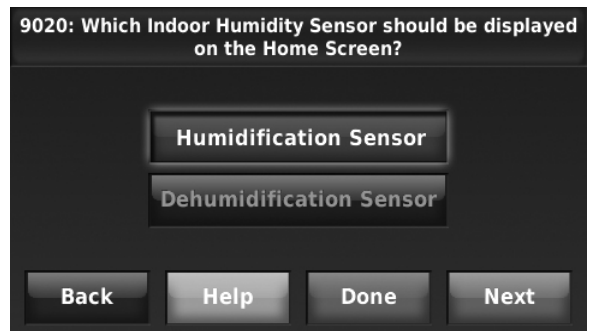 9020: Which Indoor Humidity Sensor should be displayed
on the Home Screen?
Humidification Sensor
Dehumidification Sensor
Back Help Done Next